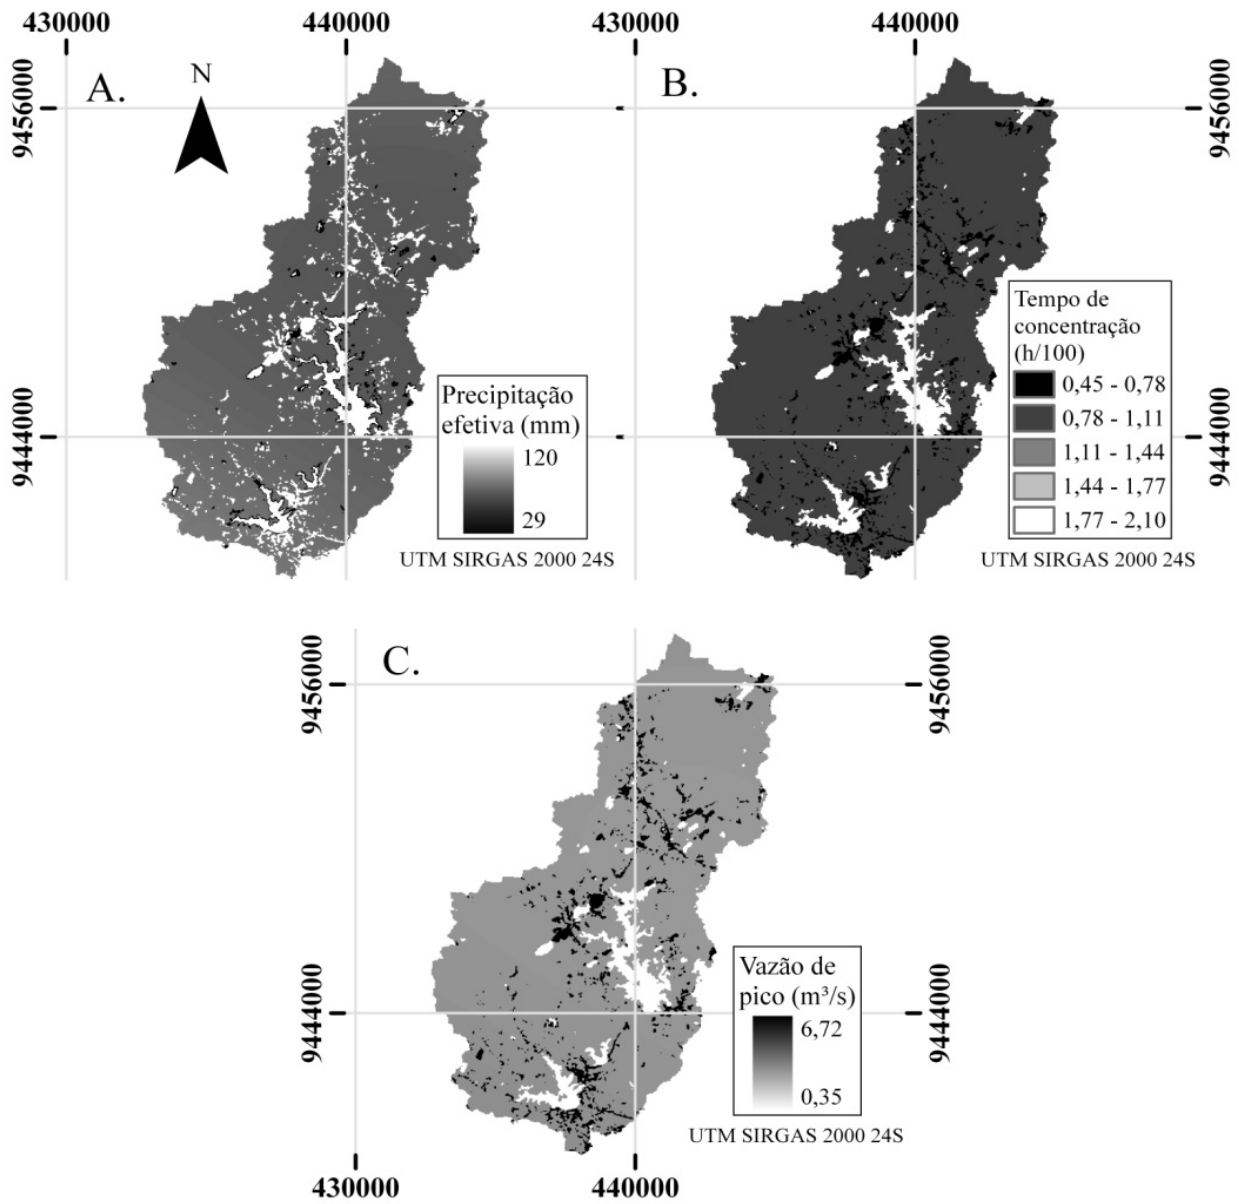 430000
440000
430000
440000
9456000
A.
N
B.
9456000
9444000
Precipitação
efetiva (mm)
120
29
UTM SIRGAS 2000 24S
Tempo de
concentração
(h/100)
0,45 - 0,78
0,78 - 1,11
1,11 - 1,44
1,44 - 1,77
1,77 - 2,10
9444000
UTM SIRGAS 2000 24S
C.
9456000
9456000
9444000
Vazão de
pico (m³/s)
6,72
0,35
9444000
UTM SIRGAS 2000 24S
430000
440000